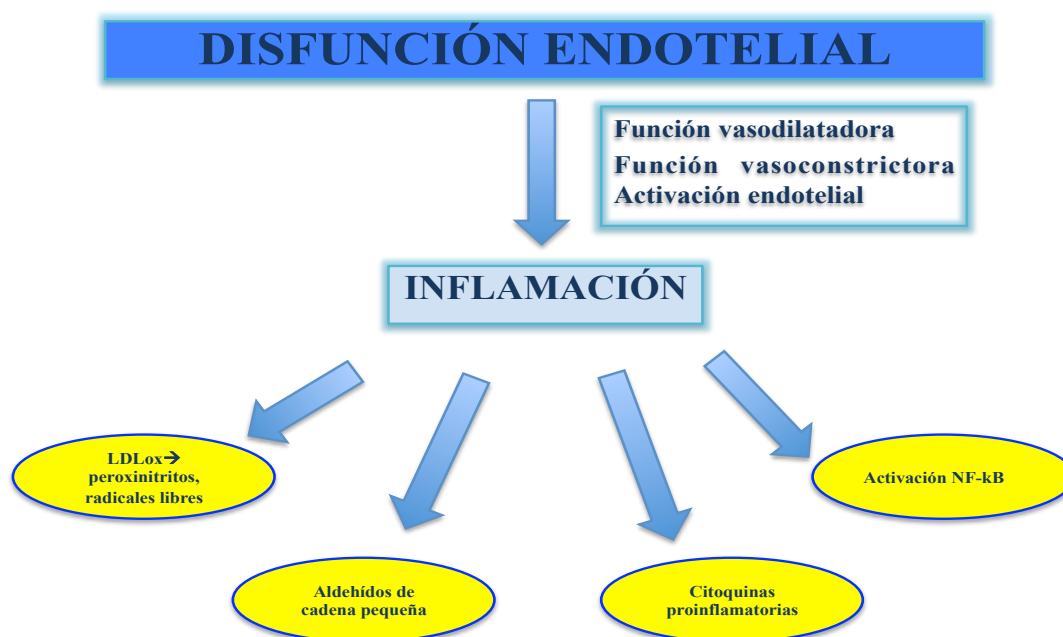 DISFUNCIÓN ENDOTELIAL
Función vasodilatadora
Función vasoconstrictora
Activación endotelial
INFLAMACIÓN
LDLox→
peroxinitritos,
radicales libres
Activación NF-kB
Aldehídos de
cadena pequeña
Citoquinas
proinflamatorias